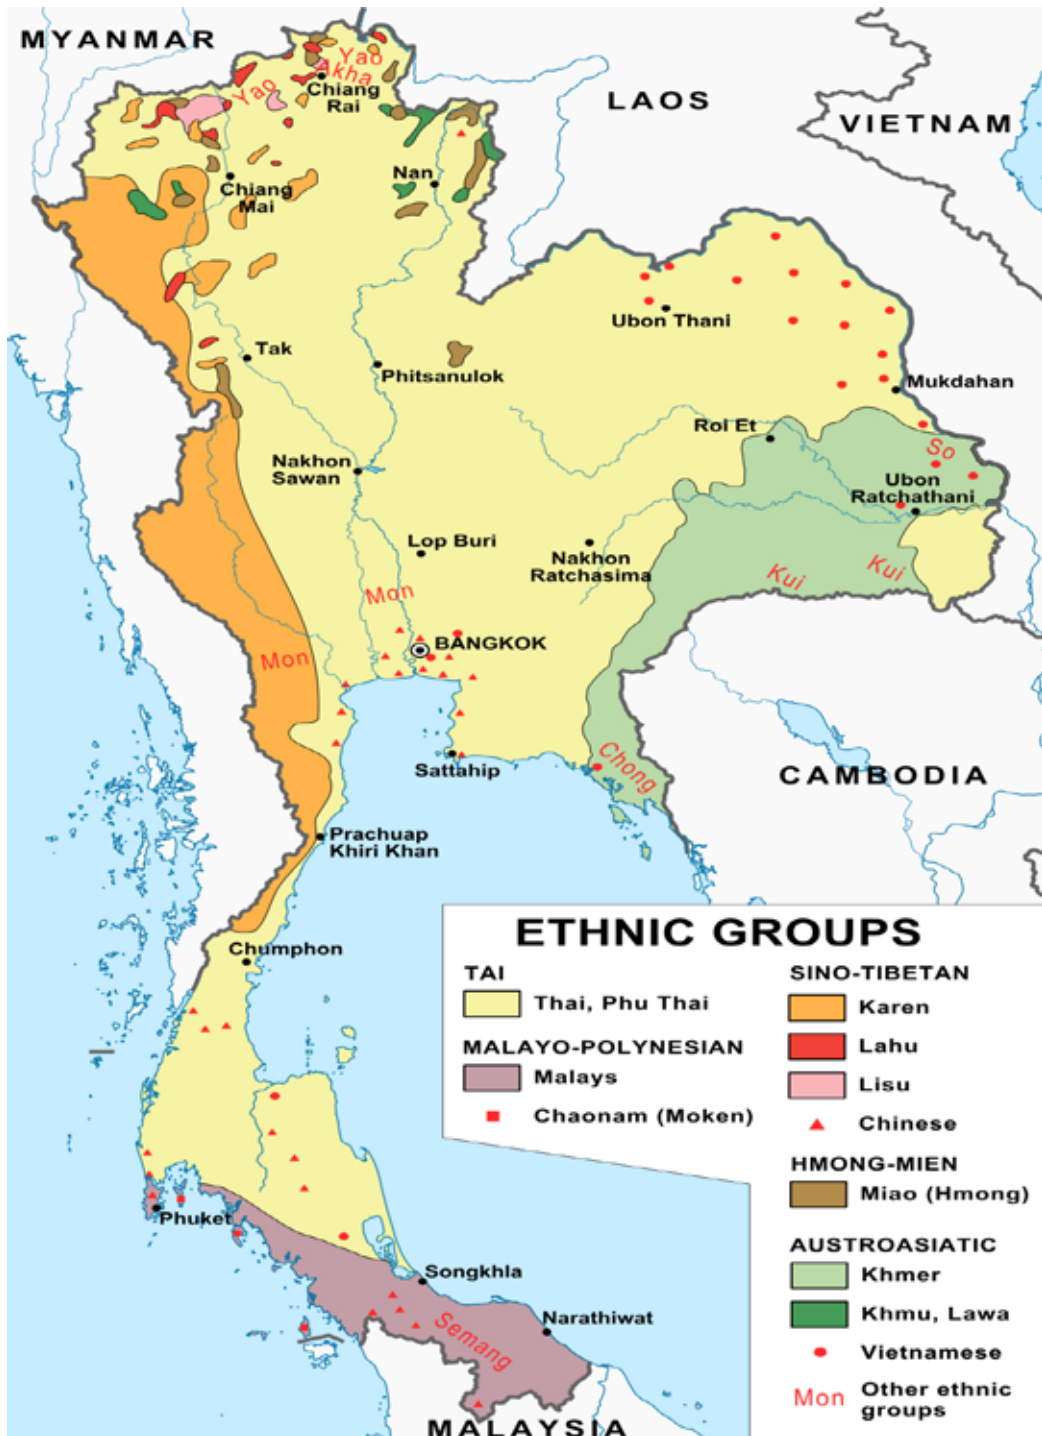 MYANMAR
LAOS
VIETNAM
Yao
Akha
Yao
Chiang
Rai
Chiang
Mai
Nan
Ubon Thani
Tak
Phitsanulok
Mukdahan
Roi Et
So
Nakhon
Sawan
Ubon
Ratchathani
Lop Buri
Nakhon
Ratchasima
Kui
Kui
Mon
Mon
BANGKOK
Sattahip
Chong
CAMBODIA
Prachuap
Khiri Khan
Chumphon
Phuket
Songkhla
Narathiwat
Semang
MALAYSIA
ETHNIC GROUPS
TAI
Thai, Phu Thai
MALAYO-POLYNESIAN
Malays
Chaonam (Moken)
SINO-TIBETAN
Karen
Lahu
Lisu
Chinese
HMONG-MIEN
Miao (Hmong)
AUSTROASIATIC
Khmer
Khmu, Lawa
Vietnamese
Mon Other ethnic
groups